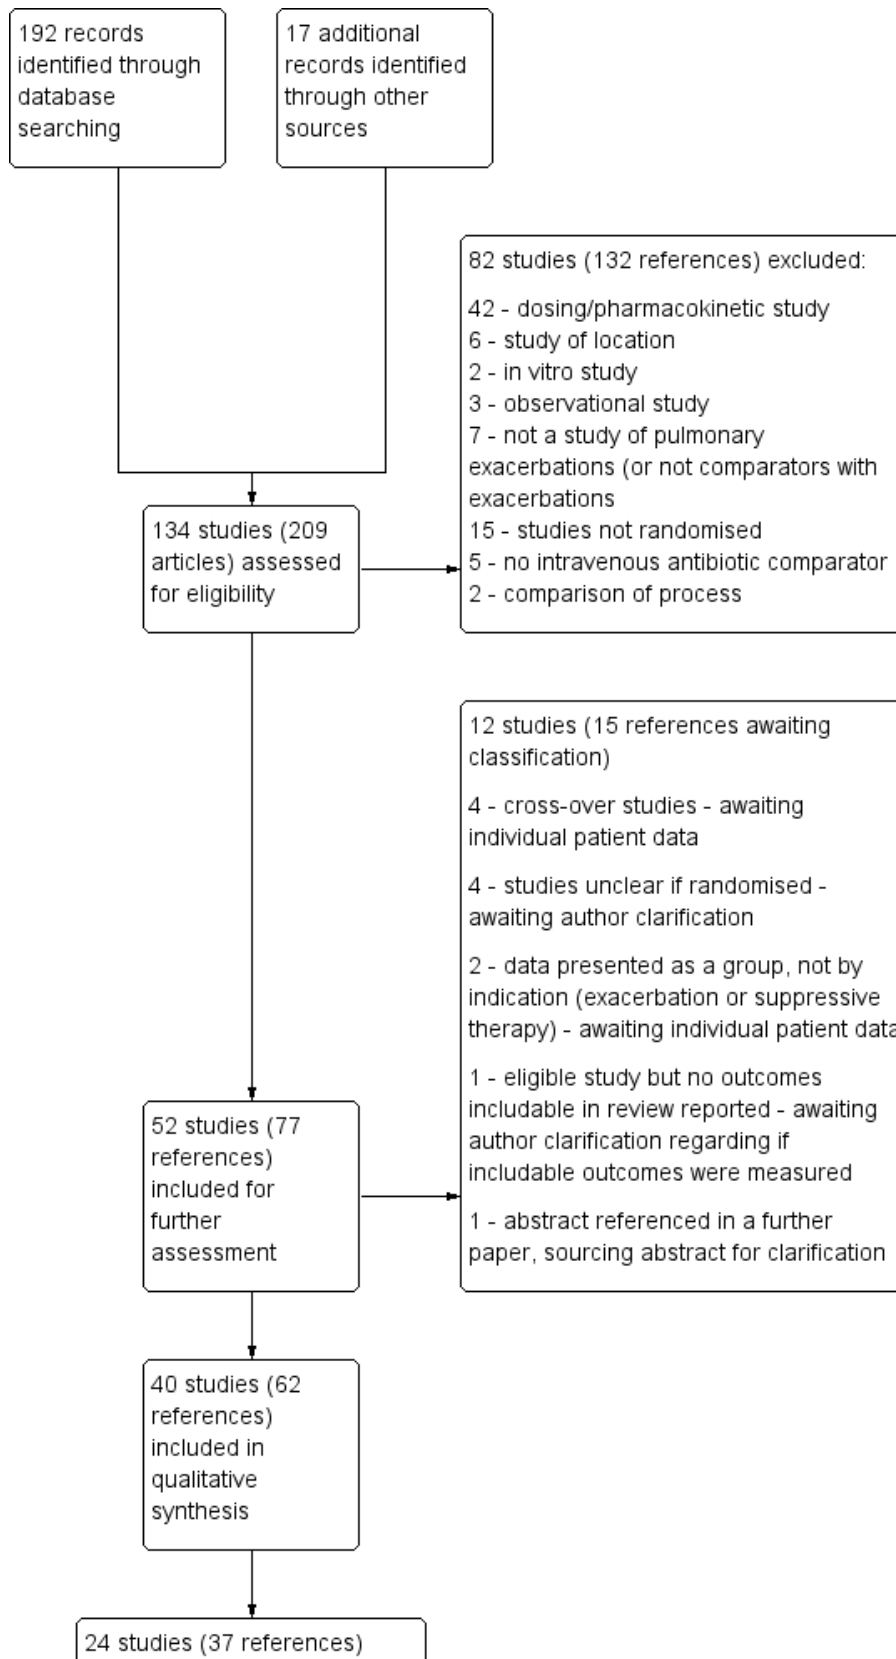 192 records
identified through
database
searching
17 additional
records identified
through other
sources
82 studies (132 references) excluded:
42 - dosing/pharmacokinetic study
6 - study of location
2 - in vitro study
3 - observational study
7 - not a study of pulmonary
exacerbations (or not comparators with
exacerbations
15 - studies not randomised
5 - no intravenous antibiotic comparator
2 - comparison of process
134 studies (209
articles) assessed
for eligibility
12 studies (15 references awaiting
classification)
4 - cross-over studies - awaiting
individual patient data
4 - studies unclear if randomised -
awaiting author clarification
2 - data presented as a group, not by
indication (exacerbation or suppressive
therapy) - awaiting individual patient data
1 - eligible study but no outcomes
includable in review reported - awaiting
author clarification regarding if
includable outcomes were measured
1 - abstract referenced in a further
paper, sourcing abstract for clarification
52 studies (77
references)
included for
further
assessment
40 studies (62
references)
included in
qualitative
synthesis
24 studies (37 references)